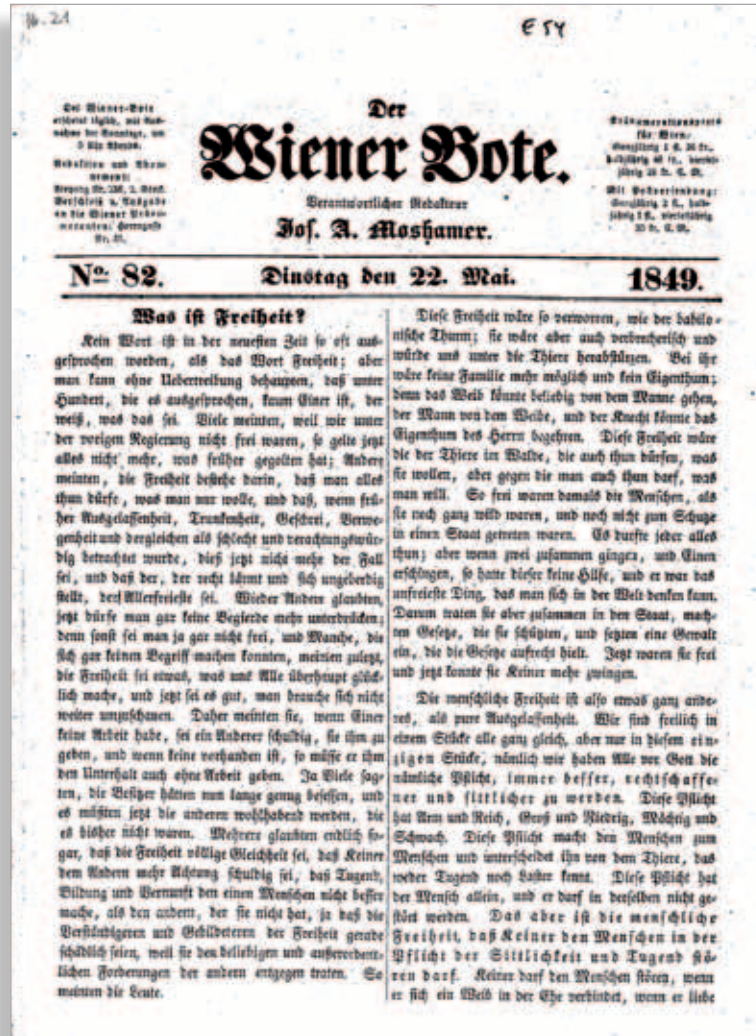 E 54
Der Wiener-Bote
erscheint täglich, mit Aus-
nahme der Sonntage, um
5 Uhr Abends.
Redaktion und Abon-
nement:
Der
Wiener Bote.
Verantwortlicher Redakteur
Jos. A. Moshamer.
Pränumerationspreis
für Wien:
Mit Postversendung:
No. 82.
Dinstag den 22. Mai.
1849.
Was ist Freiheit?
Kein Wort ist in der neuesten Zeit so oft aus-
gesprochen worden, als das Wort Freiheit; aber
man kann ohne Uebertreibung behaupten, daß unter
Hundert, die es ausgesprochen, kaum Einer ist, der
weiß, was das sei. Viele meinten, weil wir unter
der vorigen Regierung nicht frei waren, so gelte jetzt
alles nicht mehr, was früher gegolten hat; Andere
meinten, die Freiheit bestehe darin, daß man alles
thun dürfe, was man nur wolle, und daß, wenn frü-
her Ausgelassenheit, Trunkenheit, Geschrei, Verwe-
genheit und dergleichen als schlecht und verachtungswür-
dig betrachtet wurde, dieß jetzt nicht mehr der Fall
sei, und daß der, der recht lärmt und sich ungeberdig
stellt, der Allerfreieste sei. Wieder Andere glaubten,
jetzt dürfe man gar keine Begierde mehr unterdrücken;
denn sonst sei man ja gar nicht frei, und Manche, die
sich gar keinen Begriff machen konnten, meinten zuletzt,
die Freiheit sei etwas, was uns Alle überhaupt glück-
lich mache, und jetzt sei es gut, man brauche sich nicht
weiter umzuschauen. Daher meinten sie, wenn Einer
keine Arbeit habe, sei ein Anderer schuldig, sie ihm zu
geben, und wenn keine vorhanden ist, so müsse er ihm
den Unterhalt auch ohne Arbeit geben. Ja Viele sag-
ten, die Besitzer hätten nun lange genug besessen, und
es müßten jetzt die anderen wohlhabend werden, die
es bisher nicht waren. Mehrere glaubten endlich so-
gar, daß die Freiheit völlige Gleichheit sei, daß Keiner
dem Andern mehr Achtung schuldig sei, daß Tugend,
Bildung und Vernunft den einen Menschen nicht besser
mache, als den andern, der sie nicht hat, ja daß die
Verständigeren und Gebildeteren der Freiheit gerade
schädlich seien, weil sie den beliebigen und außerordent-
lichen Forderungen der andern entgegen traten. So
meinten die Leute.
Diese Freiheit wäre so verworren, wie der babilo-
nische Thurm; sie wäre aber auch verbrecherisch und
würde uns unter die Thiere herabstürzen. Bei ihr
wäre keine Familie mehr möglich und kein Eigenthum;
denn das Weib könnte beliebig von dem Manne gehen,
der Mann von dem Weibe, und der Knecht könnte das
Eigenthum des Herrn begehren. Diese Freiheit wäre
die der Thiere im Walde, die auch thun dürfen, was
sie wollen, aber gegen die man auch thun darf, was
man will. So frei waren damals die Menschen, als
sie noch ganz wild waren, und noch nicht zum Schutze
in einen Staat getreten waren. Es durfte jeder alles
thun; aber wenn zwei zusammen gingen, und Einen
erschingen, so hatte dieser keine Hilfe, und er war das
unfreieste Ding, das man sich in der Welt denken kann.
Darum traten sie aber zusammen in den Staat, mach-
ten Gesetze, die sie schützten, und setzten eine Gewalt
ein, die die Gesetze aufrecht hielt. Jetzt waren sie frei
und jetzt konnte sie Keiner mehr zwingen.
Die menschliche Freiheit ist also etwas ganz ande-
res, als pure Ausgelassenheit. Wir sind freilich in
einem Stücke alle ganz gleich, aber nur in diesem ein-
zigen Stücke, nämlich wir haben Alle vor Gott die
nämliche Pflicht, immer besser, rechtschaffe-
ner und sittlicher zu werden. Diese Pflicht
hat Arm und Reich, Groß und Niedrig, Mächtig und
Schwach. Diese Pflicht macht den Menschen zum
Menschen und unterscheidet ihn von dem Thiere, das
weder Tugend noch Laster kennt. Diese Pflicht hat
der Mensch allein, und er darf in derselben nicht ge-
stört werden. Das aber ist die menschliche
Freiheit, daß Keiner den Menschen in der
Pflicht der Sittlichkeit und Tugend stö-
ren darf. Keiner darf den Menschen stören, wenn
er sich ein Weib in der Ehe verbindet, wenn er liebe